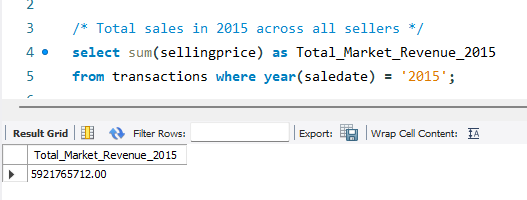 2
3 /* Total sales in 2015 across all sellers */
4 select sum(sellingprice) as Total_Market_Revenue_2015
5 from transactions where year(saledate) = '2015';
Result Grid Filter Rows: Export: Wrap Cell Content: IA
Total_Market_Revenue_2015
5921765712.00